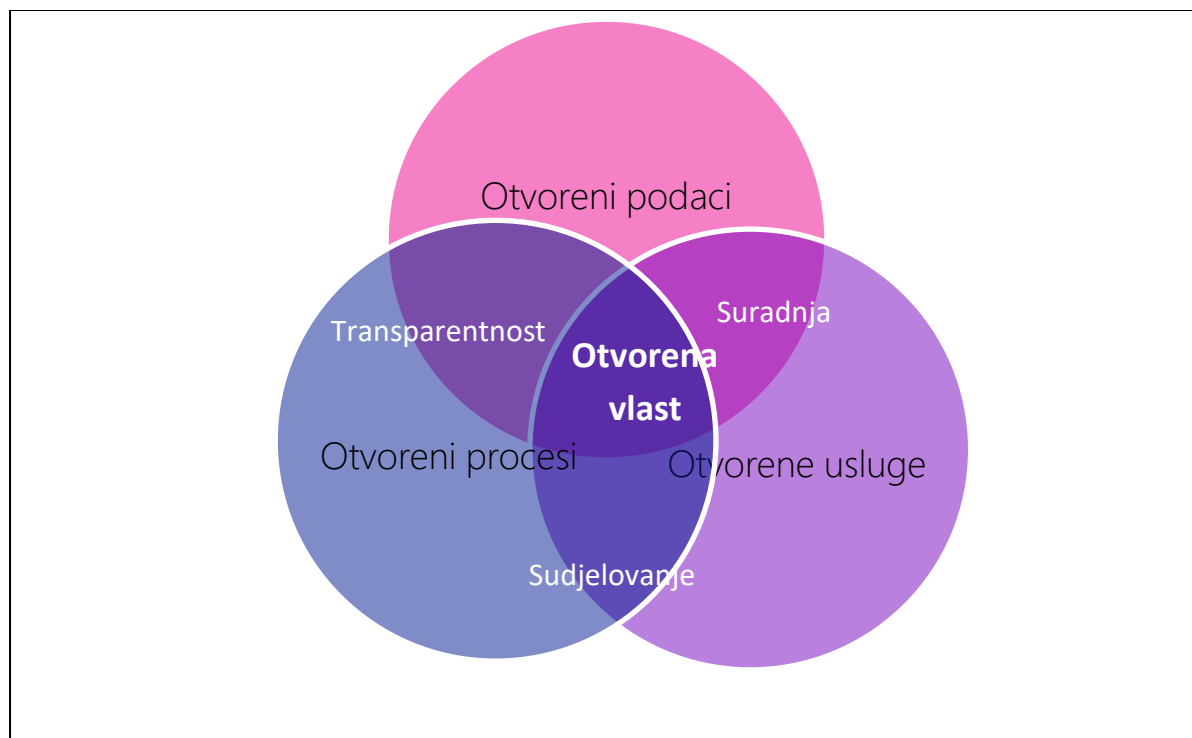 Otvoreni podaci
Suradnja
Transparentnost
Otvorena
vlast
Otvoreni procesi
Otvorene usluge
Sudjelovanje